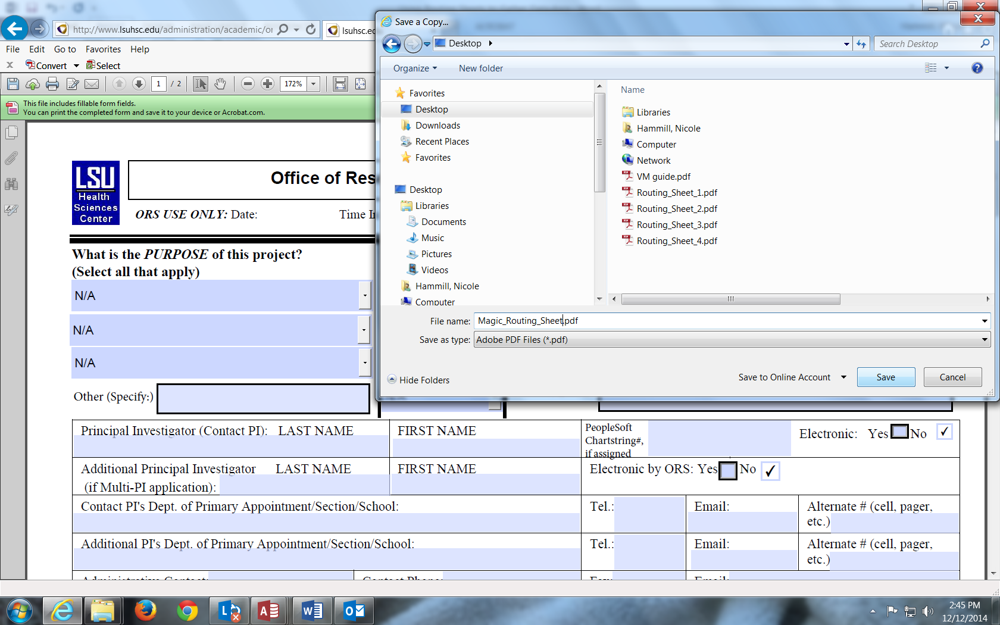 http://www.lsuhsc.edu/administration/academic/or
lsuhsc.ec
File Edit Go to Favorites Help
Convert Select
1 / 2 172%
This file includes fillable form fields.
You can print the completed form and save it to your device or Acrobat.com.
LSU
Health
Sciences
Center
Office of Res
ORS USE ONLY: Date: Time In
What is the PURPOSE of this project?
(Select all that apply)
N/A
N/A
N/A
Other (Specify:)
Save a Copy...
Desktop
Search Desktop
Organize New folder
Favorites
Desktop
Downloads
Recent Places
Favorites
Desktop
Libraries
Documents
Music
Pictures
Videos
Hammill, Nicole
Computer
Name
Libraries
Hammill, Nicole
Computer
Network
VM guide.pdf
Routing_Sheet_1.pdf
Routing_Sheet_2.pdf
Routing_Sheet_3.pdf
Routing_Sheet_4.pdf
File name: Magic_Routing_Sheet.pdf
Save as type: Adobe PDF Files (*.pdf)
Hide Folders
Save to Online Account Save Cancel
Principal Investigator (Contact PI): LAST NAME FIRST NAME
PeopleSoft
Chartstring#,
if assigned
Electronic: Yes No ✓
Additional Principal Investigator LAST NAME FIRST NAME
(if Multi-PI application):
Electronic by ORS: Yes No ✓
Contact PI's Dept. of Primary Appointment/Section/School:
Tel.: Email: Alternate # (cell, pager,
etc.)
Additional PI's Dept. of Primary Appointment/Section/School:
Tel.: Email: Alternate # (cell, pager,
etc.)
2:45 PM
12/12/2014